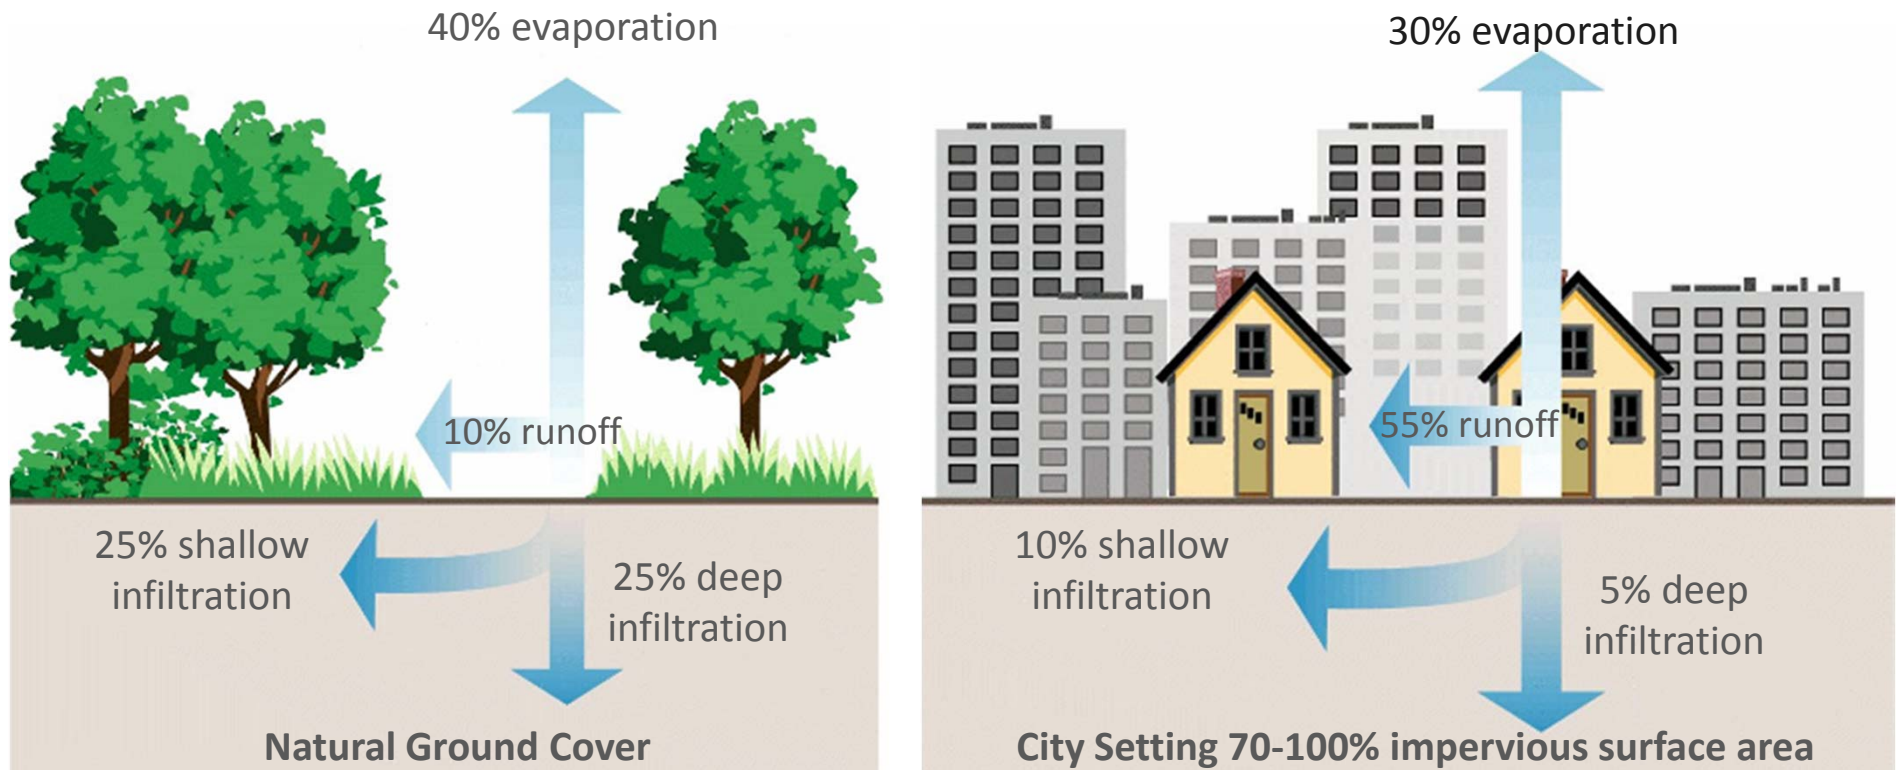 40% evaporation
10% runoff
25% shallow
infiltration
25% deep
infiltration
Natural Ground Cover
30% evaporation
55% runoff
10% shallow
infiltration
5% deep
infiltration
City Setting 70-100% impervious surface area